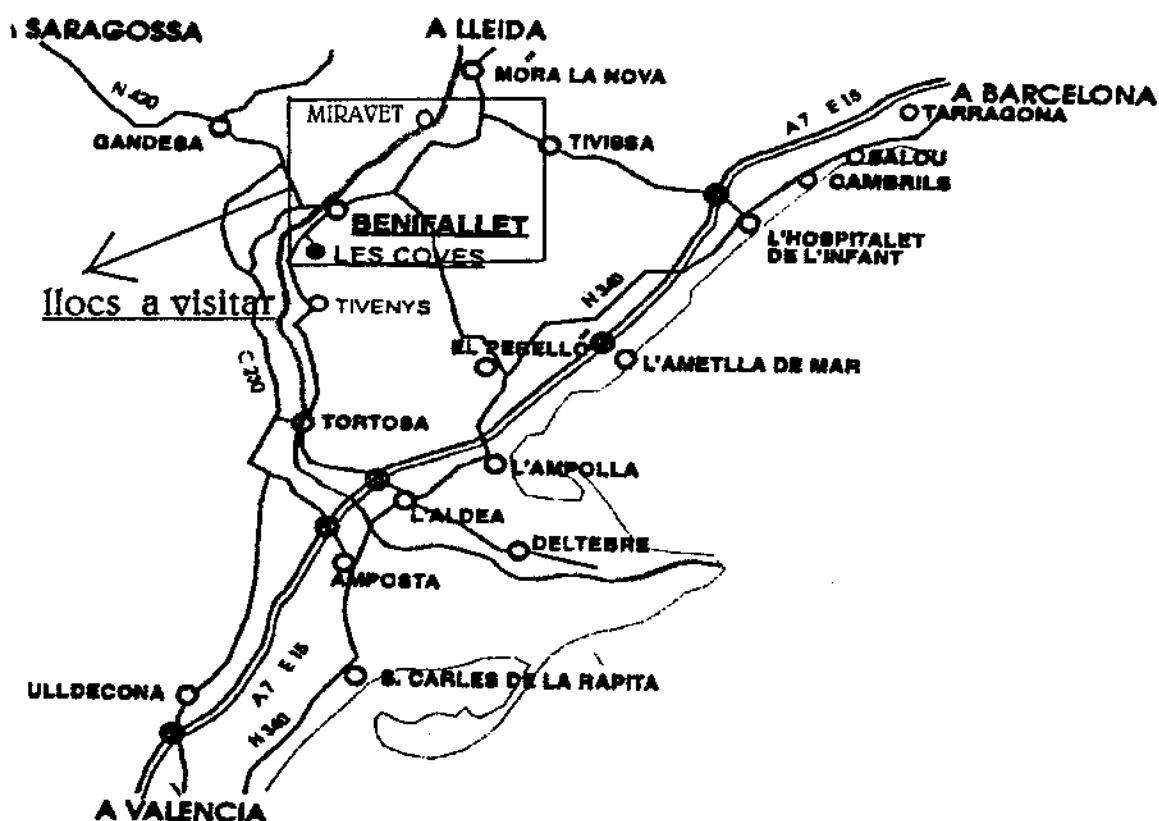 A SARAGOSSA
A LLEIDA
MÓRA LA NOVA
N 420
A BARCELONA
A7 E15
MIRAVET
TARRAGONA
GANDESA
TIVISSA
SALOU
CAMBRILS
BENIFALLET
L'HOSPITALET
DE L'INFANT
LES COVES
N 340
llocs a visitar
TIVENYS
EL PERELLÓ
L'AMETLLA DE MAR
C 230
TORTOSA
L'AMPOLLA
L'ALDEA
DELTEBRE
AMPOSTA
A7 E15
S. CARLES DE LA RAPITA
ULLDECONA
N 340
A VALENCIA